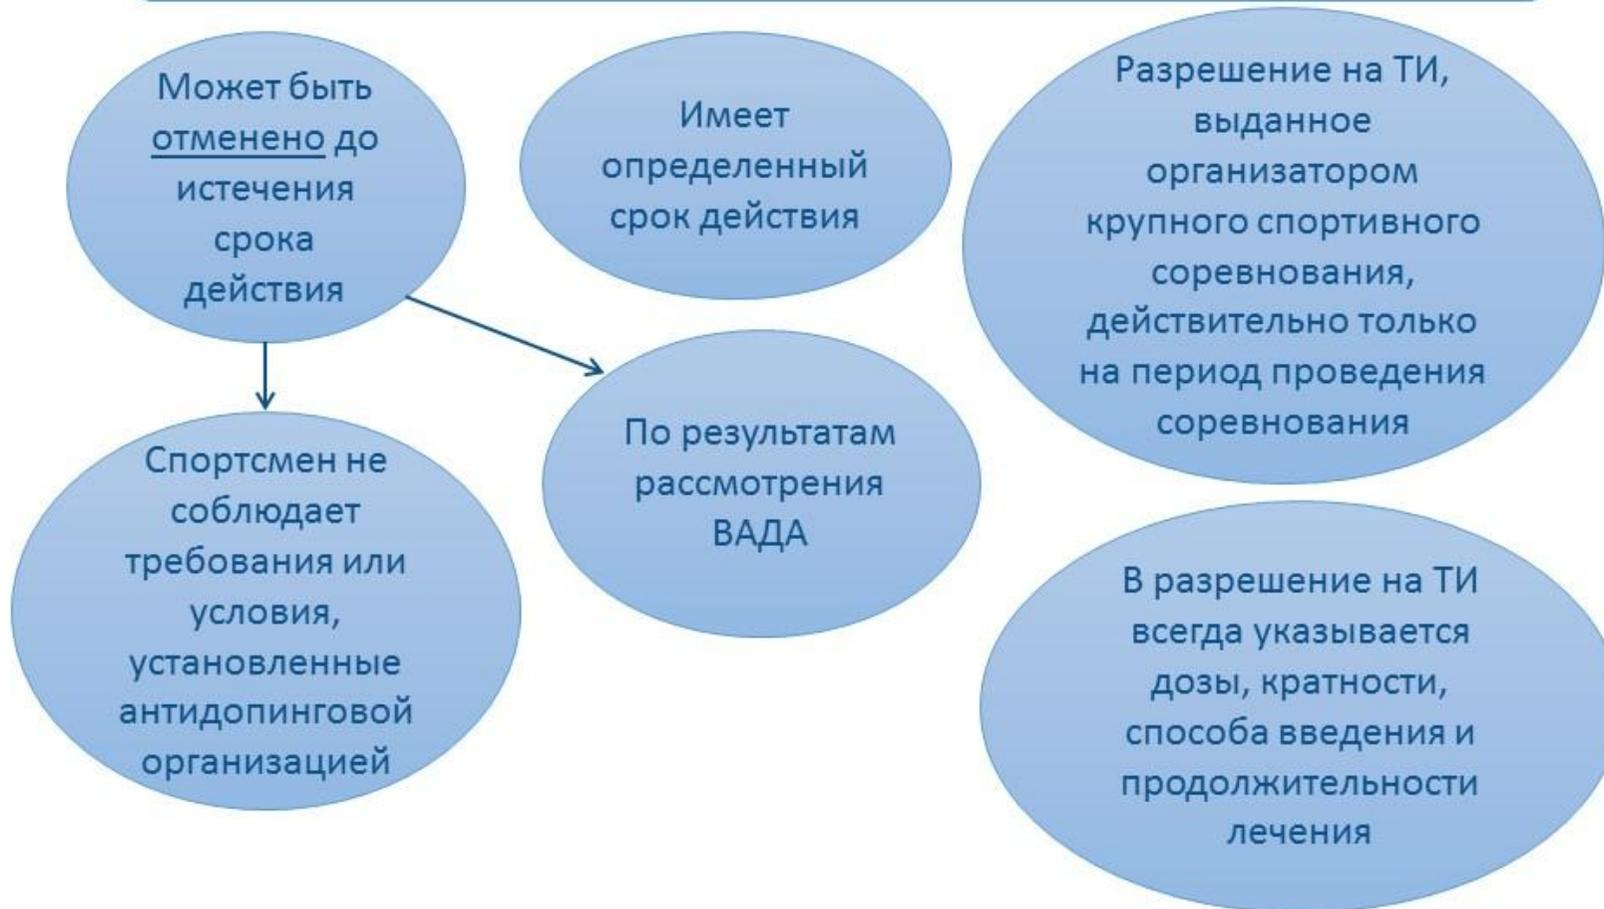 Может быть
отменено до
истечения
срока
действия
Имеет
определенный
срок действия
Разрешение на ТИ,
выданное
организатором
крупного спортивного
соревнования,
действительно только
на период проведения
соревнования
Спортсмен не
соблюдает
требования или
условия,
установленные
антидопинговой
организацией
По результатам
рассмотрения
ВАДА
В разрешение на ТИ
всегда указывается
дозы, кратности,
способа введения и
продолжительности
лечения